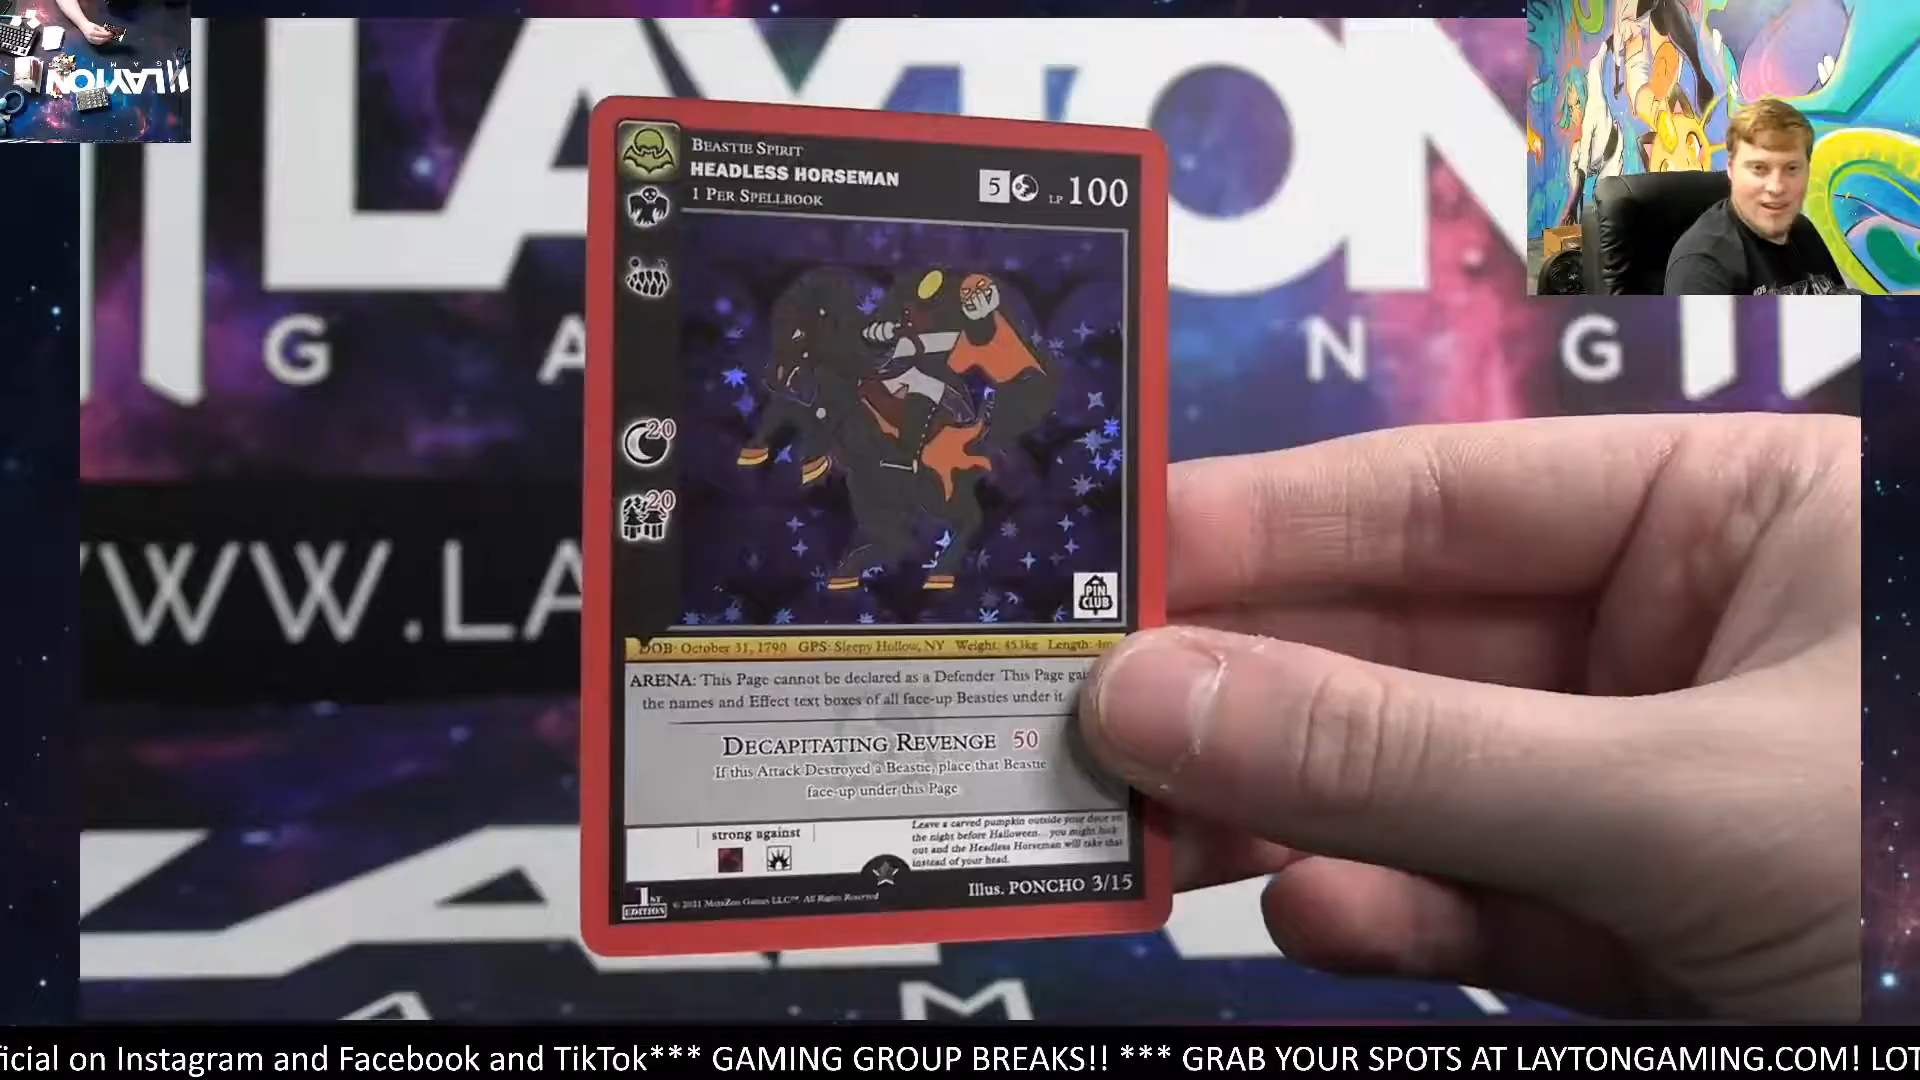 LAYTON
GAMING
BEASTIE SPIRIT
HEADLESS HORSEMAN
1 PER SPELLBOOK
5
LP 100
20
20
PIN
CLUB
DOB: October 31, 1790 GPS: Sleepy Hollow, NY Weight: 453kg Length: 4m
ARENA: This Page cannot be declared as a Defender This Page
the names and Effect text boxes of all face-up Beasties under it.
DECAPITATING REVENGE 50
If this Attack Destroyed a Beastie, place that Beastie
face-up under this Page
strong against
Leave a carved pumpkin outside your door on
the night before Halloween... you might luck
out and the Headless Horseman will take that
instead of your head.
1ST
EDITION
© 2021 MetaZoo Games LLC™. All Rights Reserved
Illus. PONCHO 3/15
WWW.LA
ficial on Instagram and Facebook and TikTok*** GAMING GROUP BREAKS!! *** GRAB YOUR SPOTS AT LAYTONGAMING.COM! LOT